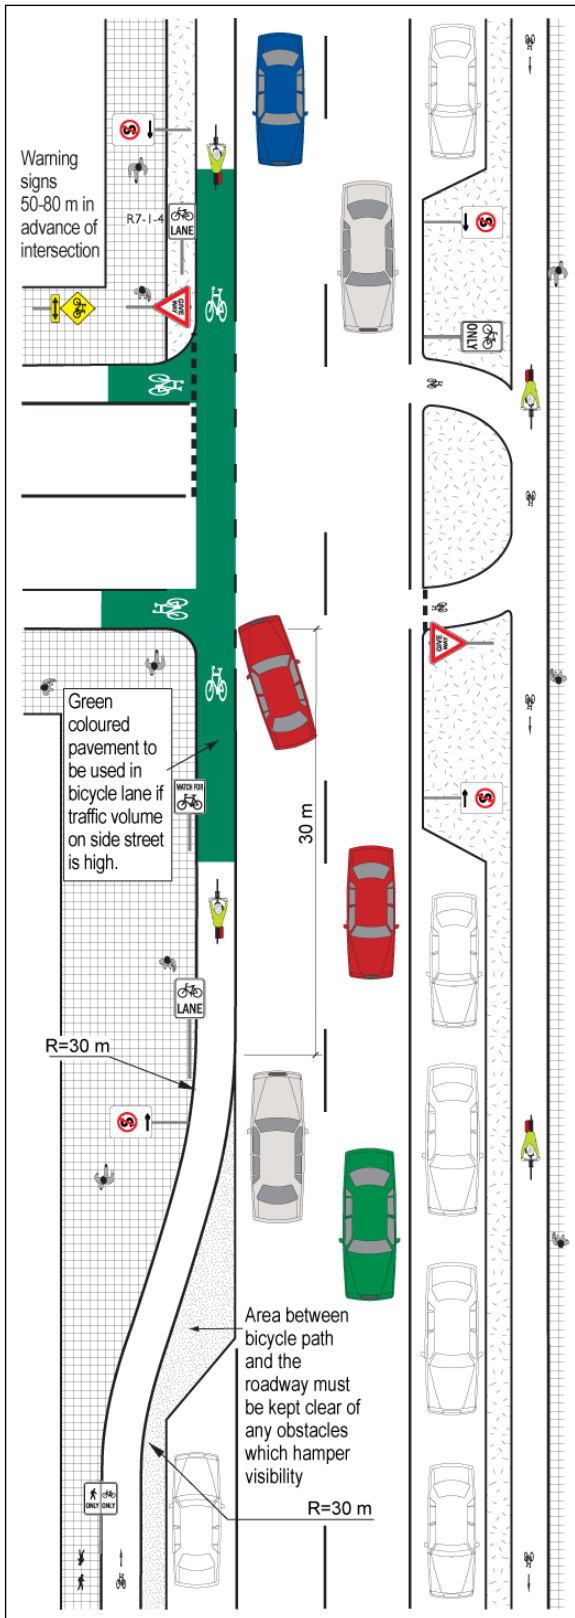 S
Warning
signs
50-80 m in
advance of
intersection
R7-1-4
LANE
S
GIVE
WAY
ONLY
GIVE
WAY
Green
coloured
pavement to
be used in
bicycle lane if
traffic volume
on side street
is high.
WATCH FOR
S
30 m
LANE
R=30 m
S
Area between
bicycle path
and the
roadway must
be kept clear of
any obstacles
which hamper
visibility
ONLY ONLY
R=30 m